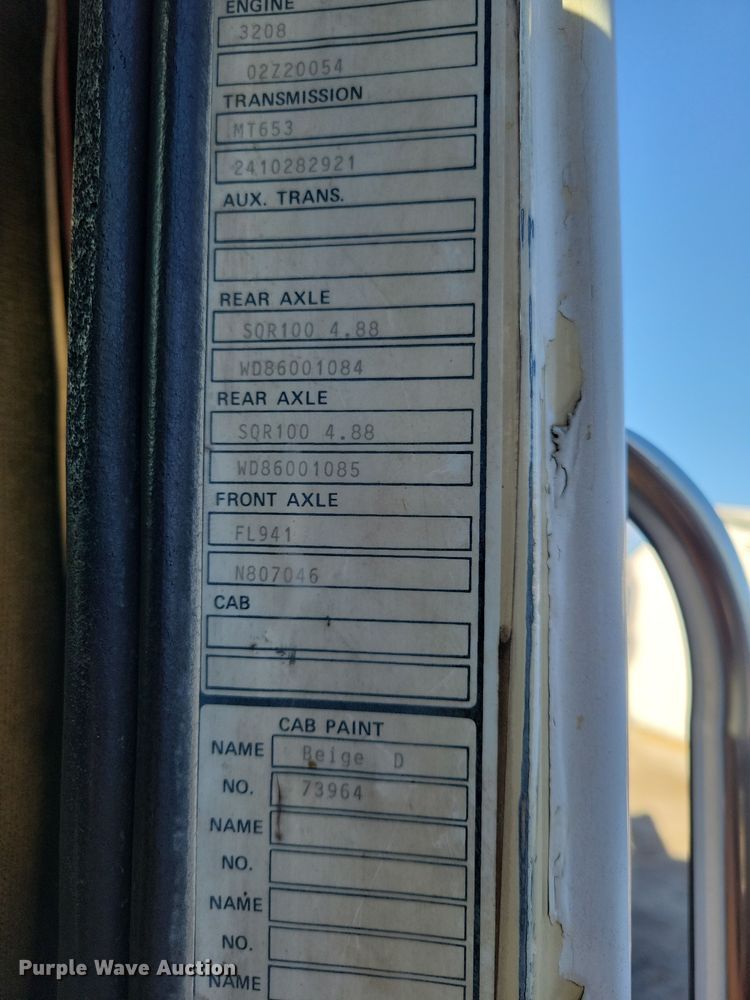 ENGINE
3208
02Z20054
TRANSMISSION
MT653
2410282921
AUX. TRANS.
REAR AXLE
SQR100 4.88
WD86001084
REAR AXLE
SQR100 4.88
WD86001085
FRONT AXLE
FL941
N807046
CAB
CAB PAINT
NAME Beige D
NO. 73964
NAME
NO.
NAME
NO.
NAME
Purple Wave Auction